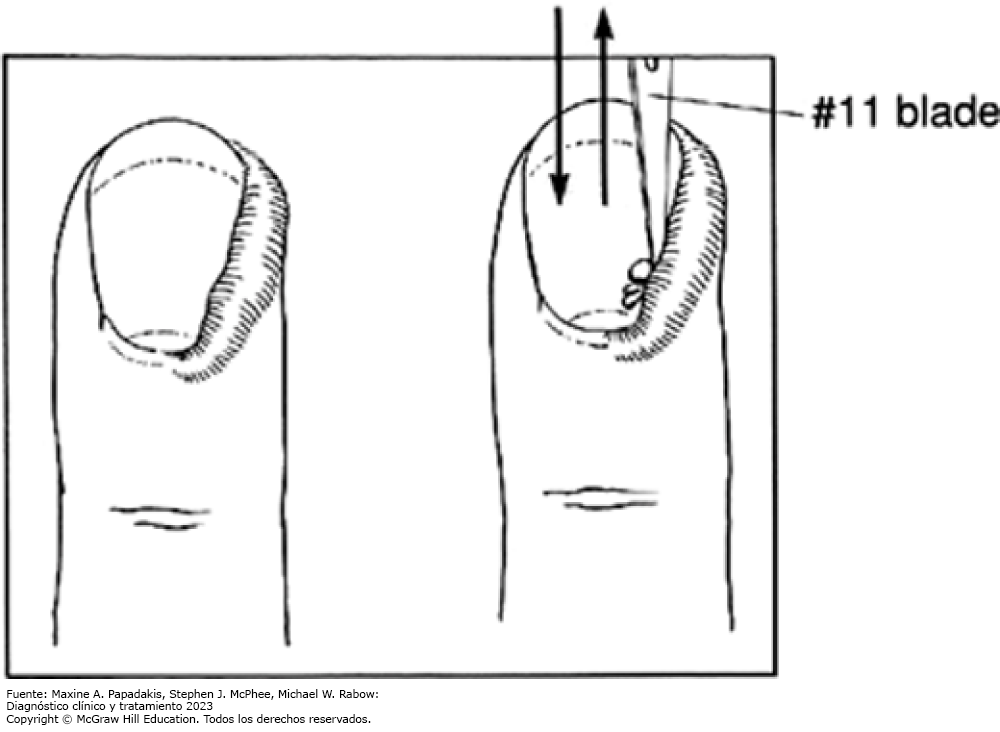 #11 blade
Fuente: Maxine A. Papadakis, Stephen J. McPhee, Michael W. Rabow:
Diagnóstico clínico y tratamiento 2023
Copyright © McGraw Hill Education. Todos los derechos reservados.